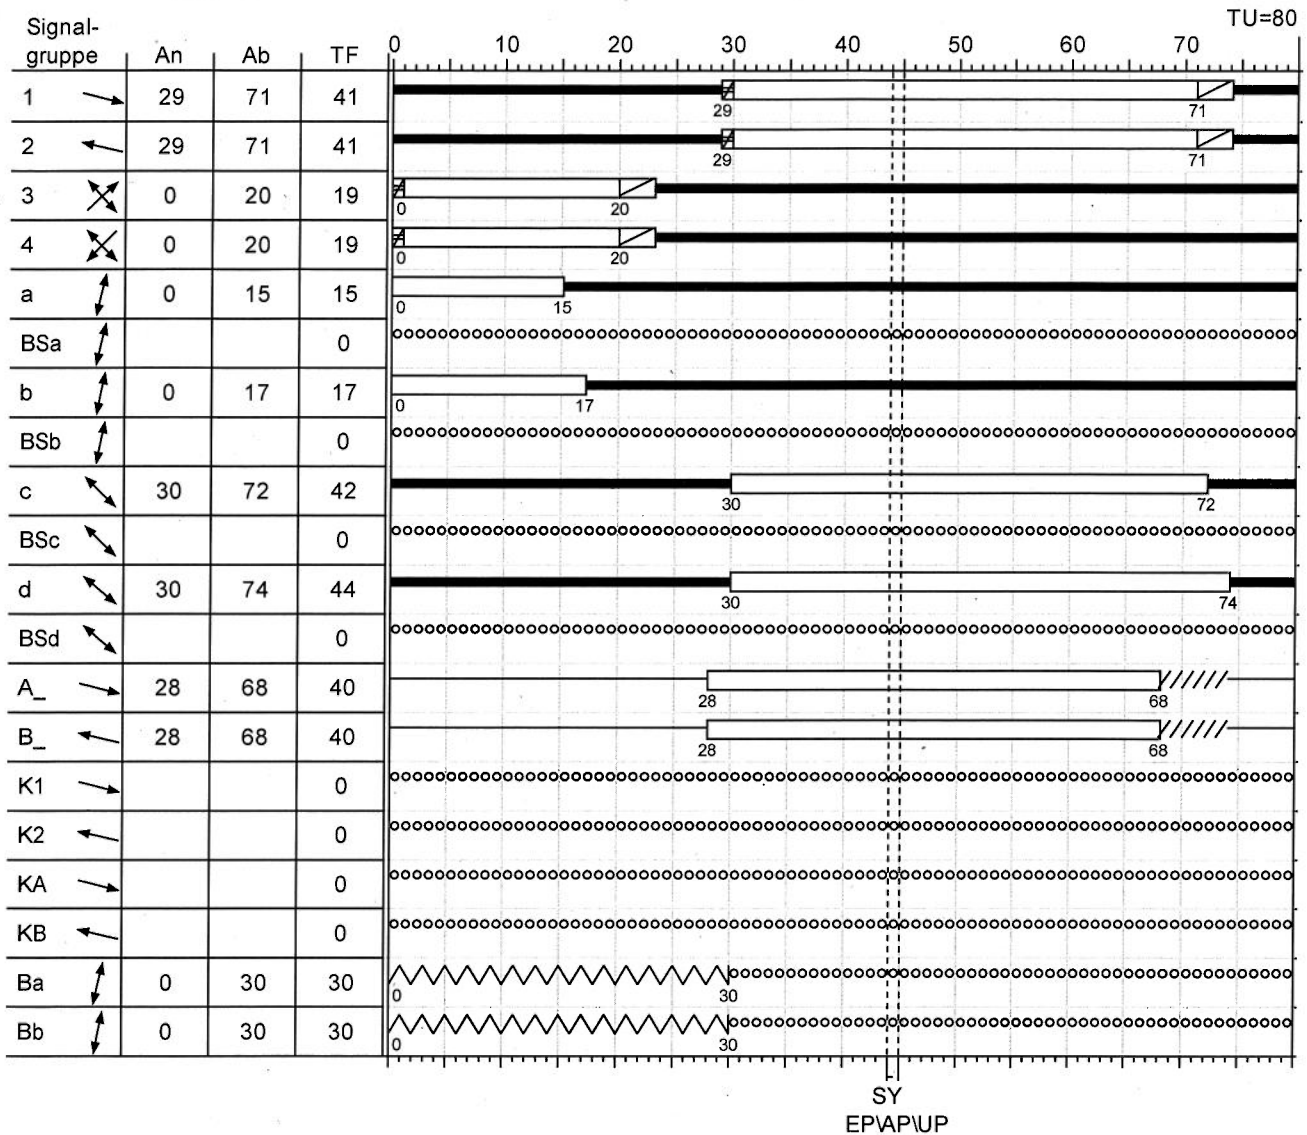 TU=80
Signal-
gruppe An Ab TF 0 10 20 30 40 50 60 70
1 29 71 41 29 71
2 29 71 41 29 71
3 0 20 19 0 20
4 0 20 19 0 20
a 0 15 15 0 15
BSa 0
b 0 17 17 0 17
BSb 0
c 30 72 42 30 72
BSc 0
d 30 74 44 30 74
BSd 0
A_ 28 68 40 28 68
B_ 28 68 40 28 68
K1 0
K2 0
KA 0
KB 0
Ba 0 30 30 0 30
Bb 0 30 30 0 30
SY
EP\AP\UP